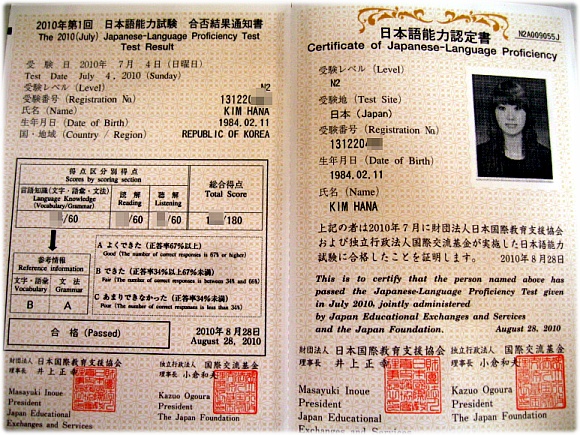 2010年第1回 日本語能力試験 合否結果通知書
The 2010(July) Japanese-Language Proficiency Test
Test Result
受 験 日 2010年 7月 4日(日曜日)
Test Date July 4, 2010 (Sunday)
受験レベル (Level) N2
受験番号 (Registration No) 13122
氏名 (Name) KIM HANA
生年月日 (Date of Birth) 1984.02.11
国・地域 (Country / Region) REPUBLIC OF KOREA
得点区分別得点
Scores by scoring section
総合得点
Total Score
言語知識(文字・語彙・文法)
Language Knowledge
(Vocabulary/Grammar)
読 解
Reading
聴 解
Listening
/60 /60 /60 /180
参考情報
Reference Information
文字・語彙
Vocabulary
文 法
Grammar
B A
A よくできた (正答率67%以上)
Good (The number of correct responses is 67% or higher)
B できた (正答率34%以上67%未満)
Fair (The number of correct responses is between 34% and 66%)
C あまりできなかった (正答率34%未満)
Poor (The number of correct responses is less than 34%)
合 格 (Passed)
2010年8月28日
August 28, 2010
財団法人 日本国際教育支援協会
理事長 井上正幸
Masayuki Inoue
President
Japan Educational
Exchanges and Services
独立行政法人 国際交流基金
理事長 小倉和夫
Kazuo Ogoura
President
The Japan Foundation
日本語能力認定書 N2A009055J
Certificate of Japanese-Language Proficiency
受験レベル (Level)
N2
受験地 (Test Site)
日本 (Japan)
受験番号 (Registration No)
131220
生年月日 (Date of Birth)
1984.02.11
氏名 (Name)
KIM HANA
上記の者は2010年7月に財団法人日本国際教育支援協会
および独立行政法人国際交流基金が実施した日本語能力
試験に合格したことを証明します。 2010年8月28日
This is to certify that the person named above has
passed the Japanese-Language Proficiency Test given
in July 2010, jointly administered
by Japan Educational Exchanges and Services
and the Japan Foundation. August 28, 2010
財団法人 日本国際教育支援協会
理事長 井上正幸
Masayuki Inoue
President
Japan Educational
Exchanges and Services
独立行政法人 国際交流基金
理事長 小倉和夫
Kazuo Ogoura
President
The Japan Foundation